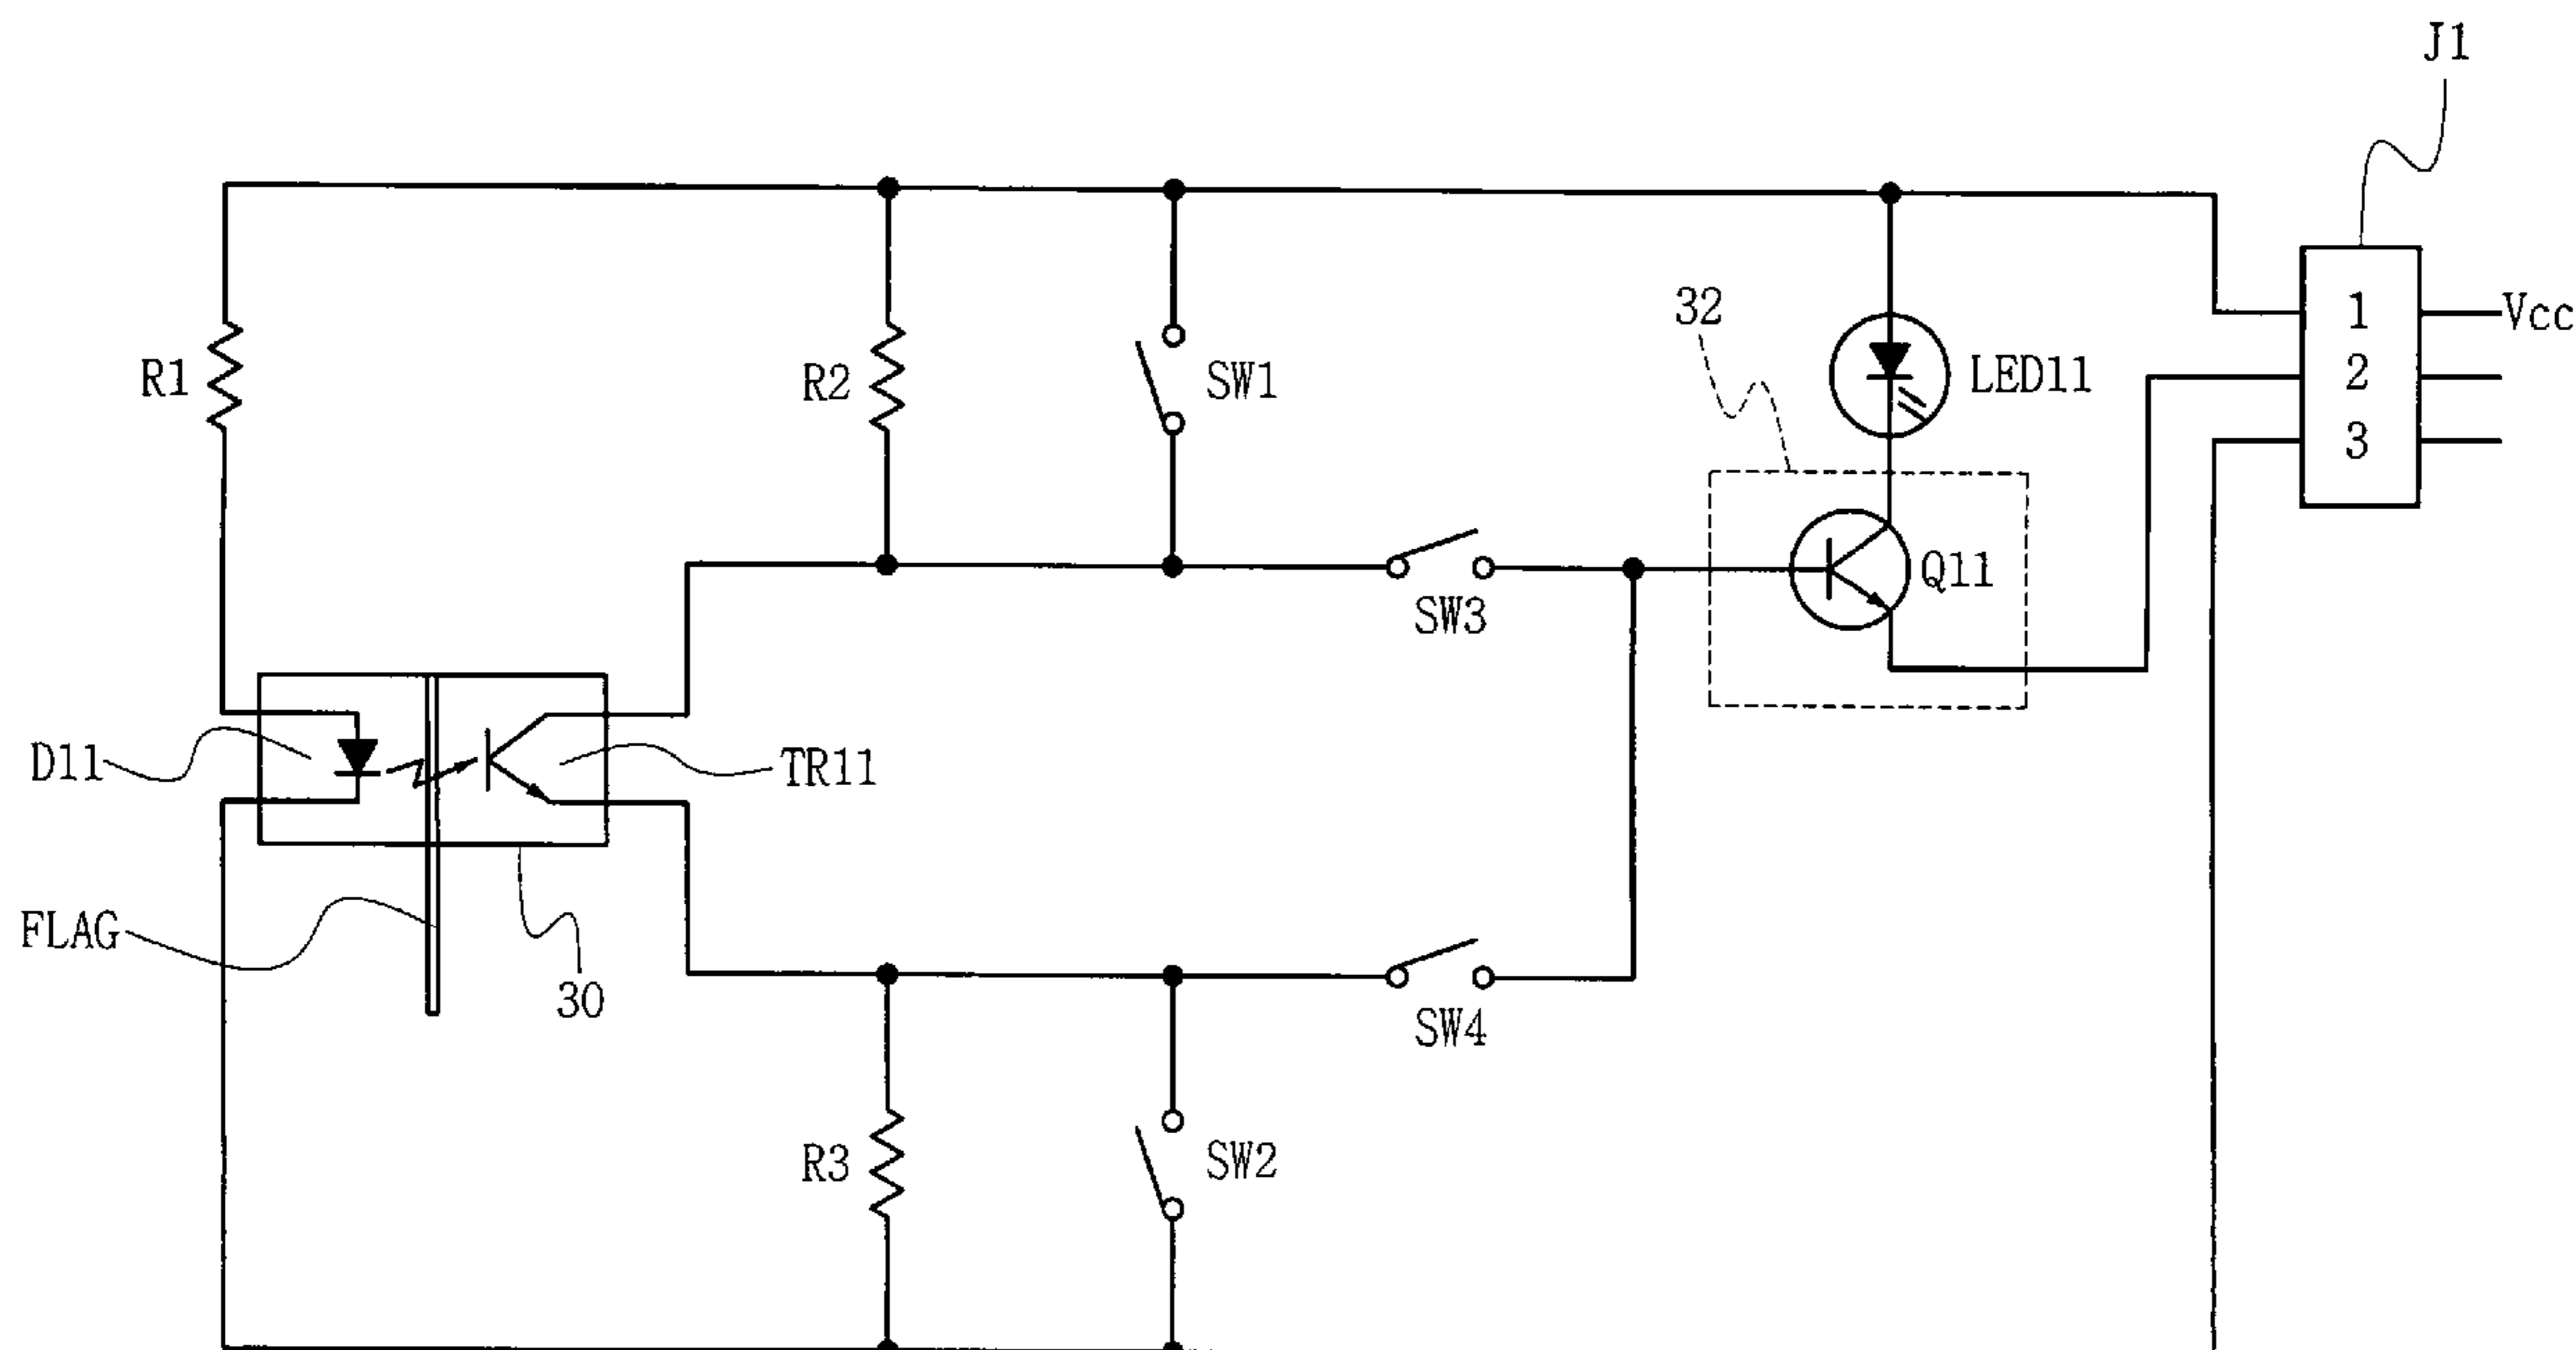 J1
1
Vcc
32
R1
R2
SW1
LED11
2
3
Q11
SW3
D11
TR11
FLAG
30
SW4
R3
SW2